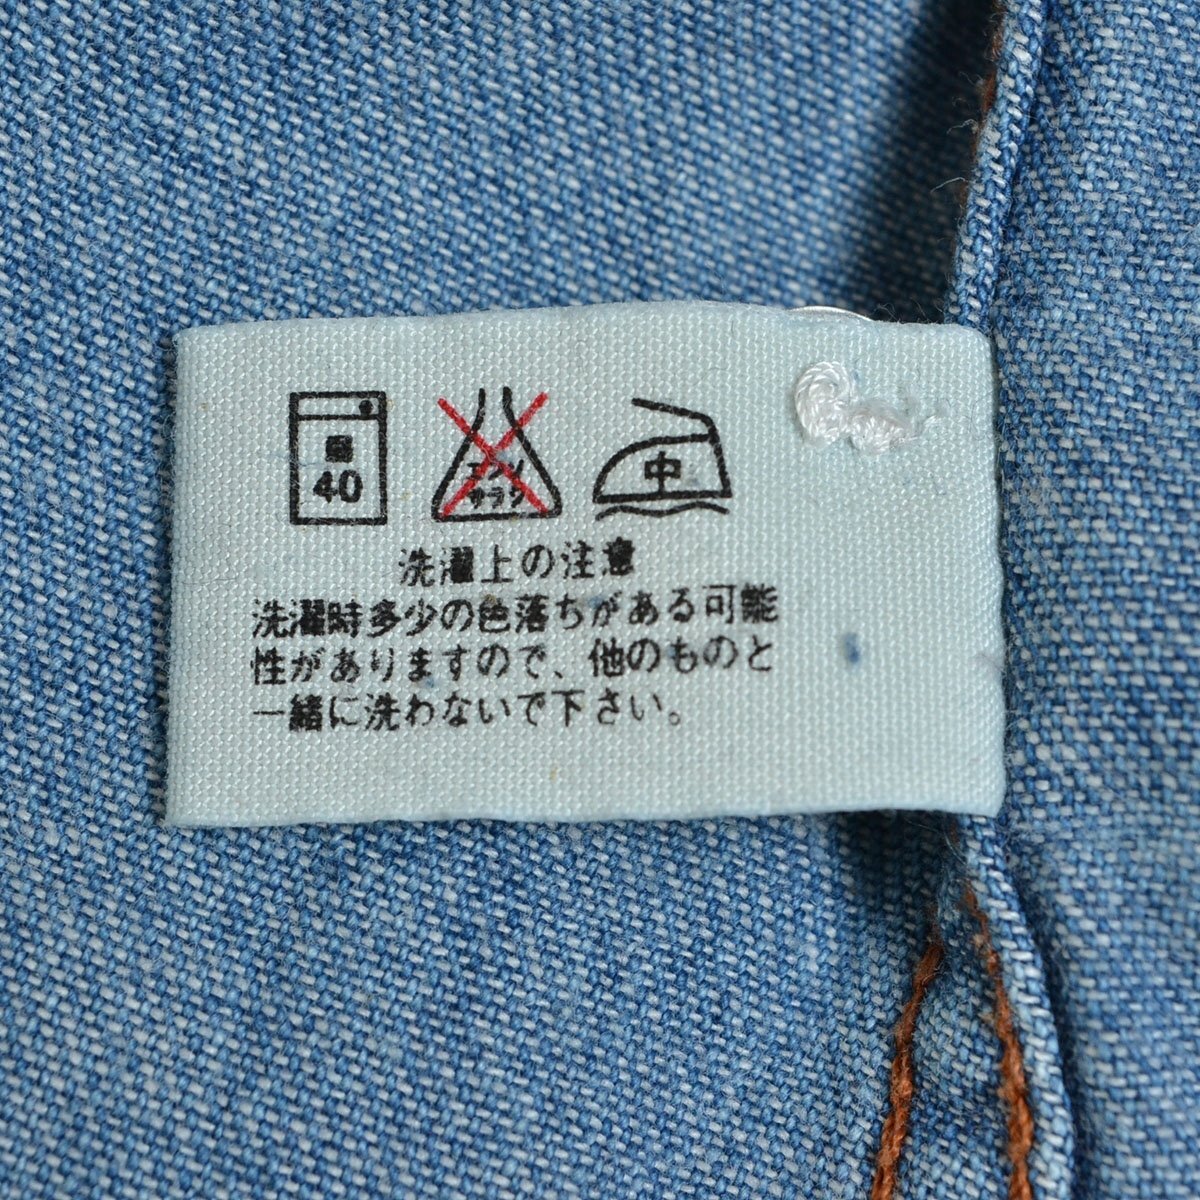 40
エンソ
サラシ
中
洗濯上の注意
洗濯時多少の色落ちがある可能
性がありますので、他のものと
一緒に洗わないで下さい。